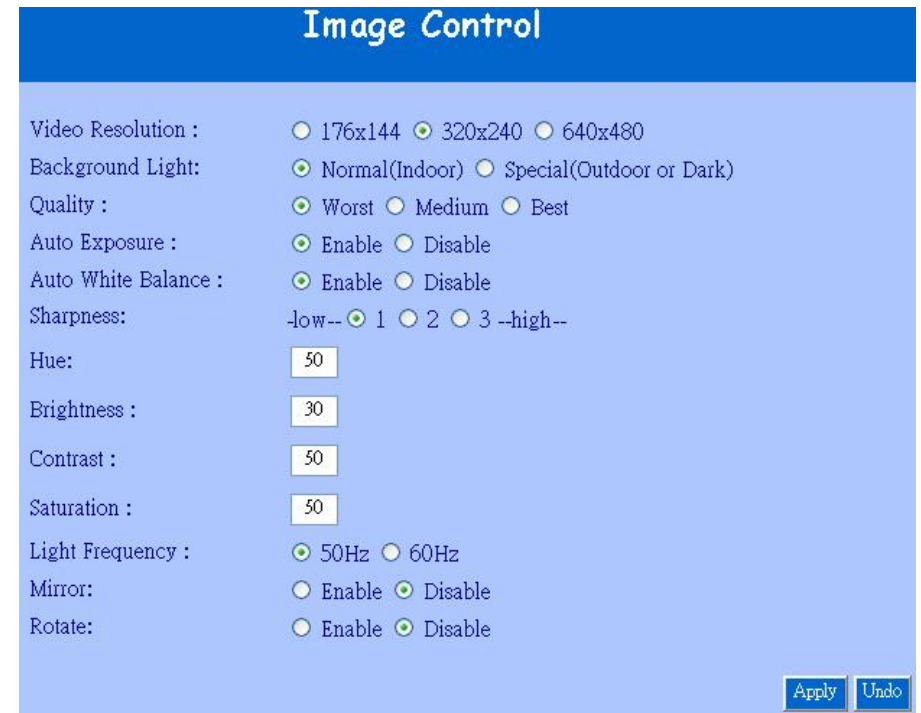 Image Control
Video Resolution : 176x144 320x240 640x480
Background Light: Normal(Indoor) Special(Outdoor or Dark)
Quality : Worst Medium Best
Auto Exposure : Enable Disable
Auto White Balance : Enable Disable
Sharpness: -low-- 1 2 3 --high--
Hue: 50
Brightness : 30
Contrast : 50
Saturation : 50
Light Frequency : 50Hz 60Hz
Mirror: Enable Disable
Rotate: Enable Disable
Apply Undo